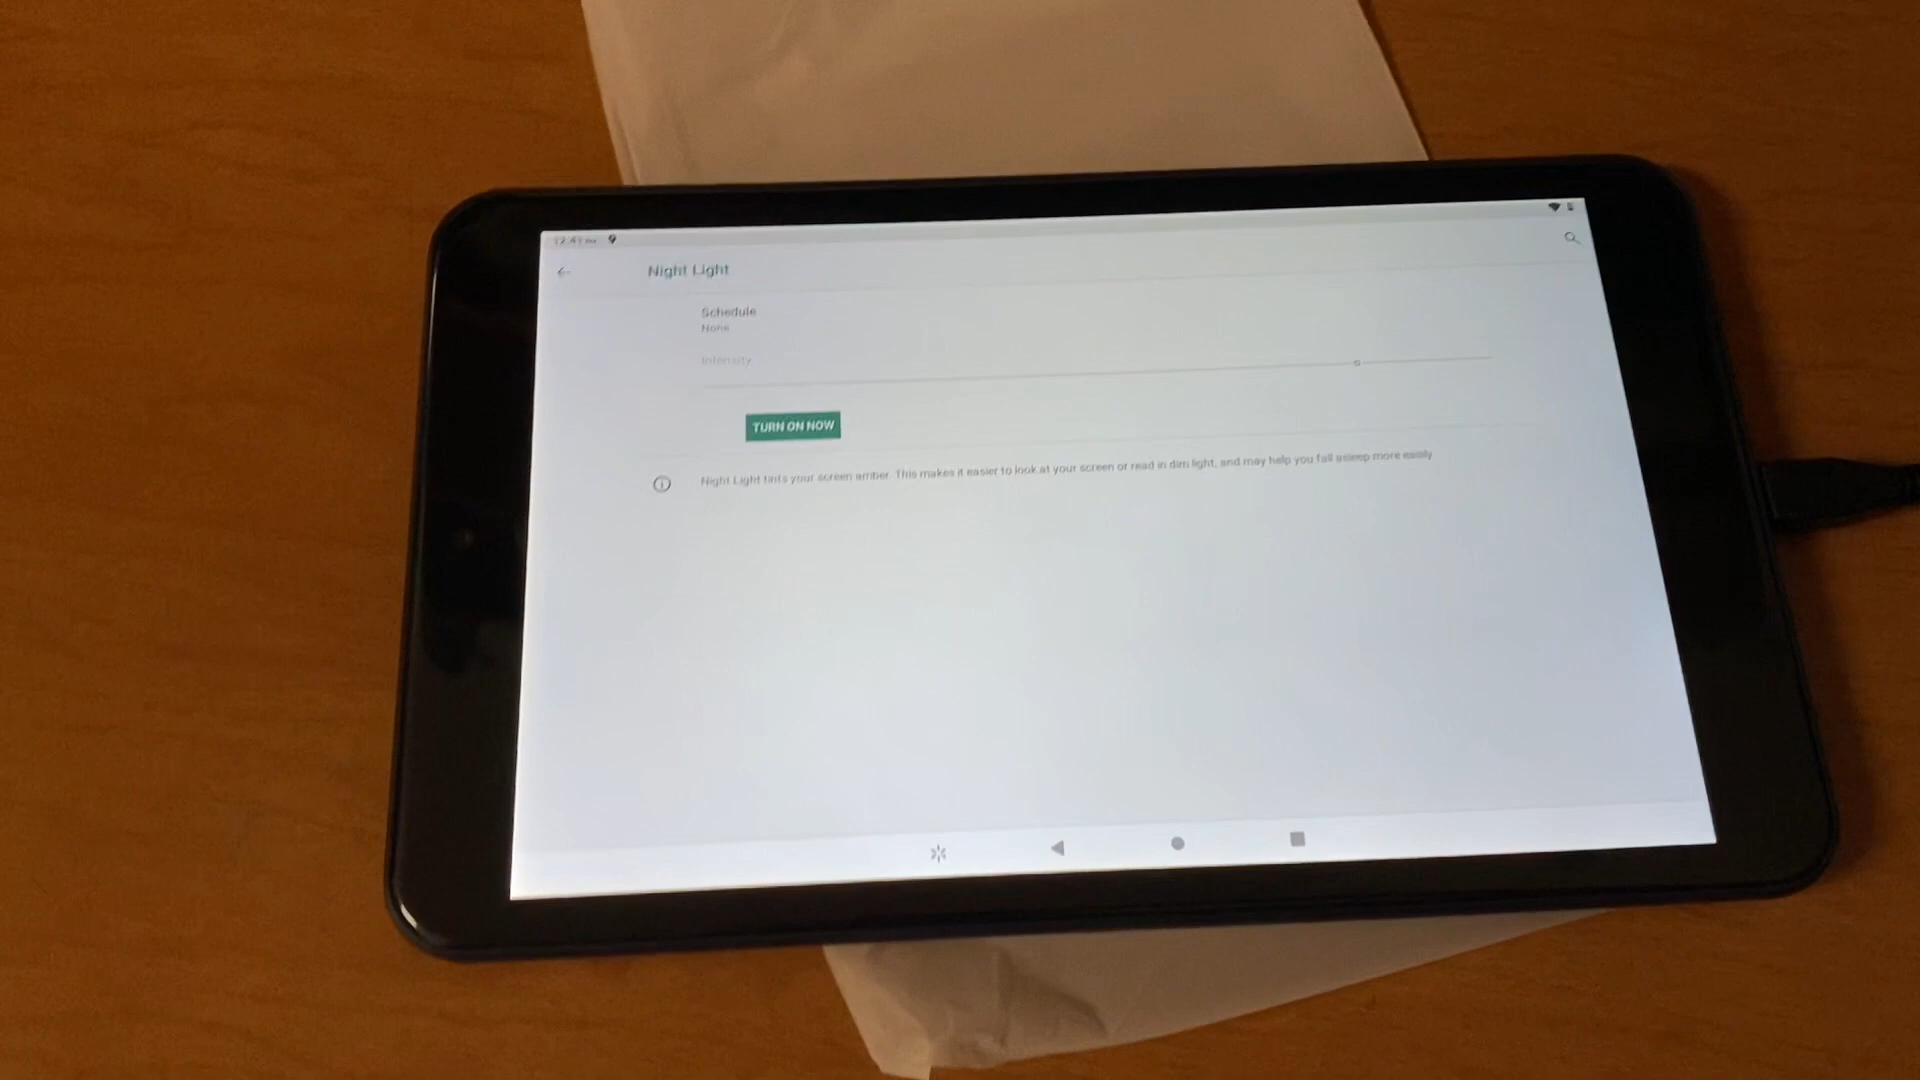 12:41
Night Light
Schedule
None
Intensity
TURN ON NOW
Night Light tints your screen amber. This makes it easier to look at your screen or read in dim light, and may help you fall asleep more easily.